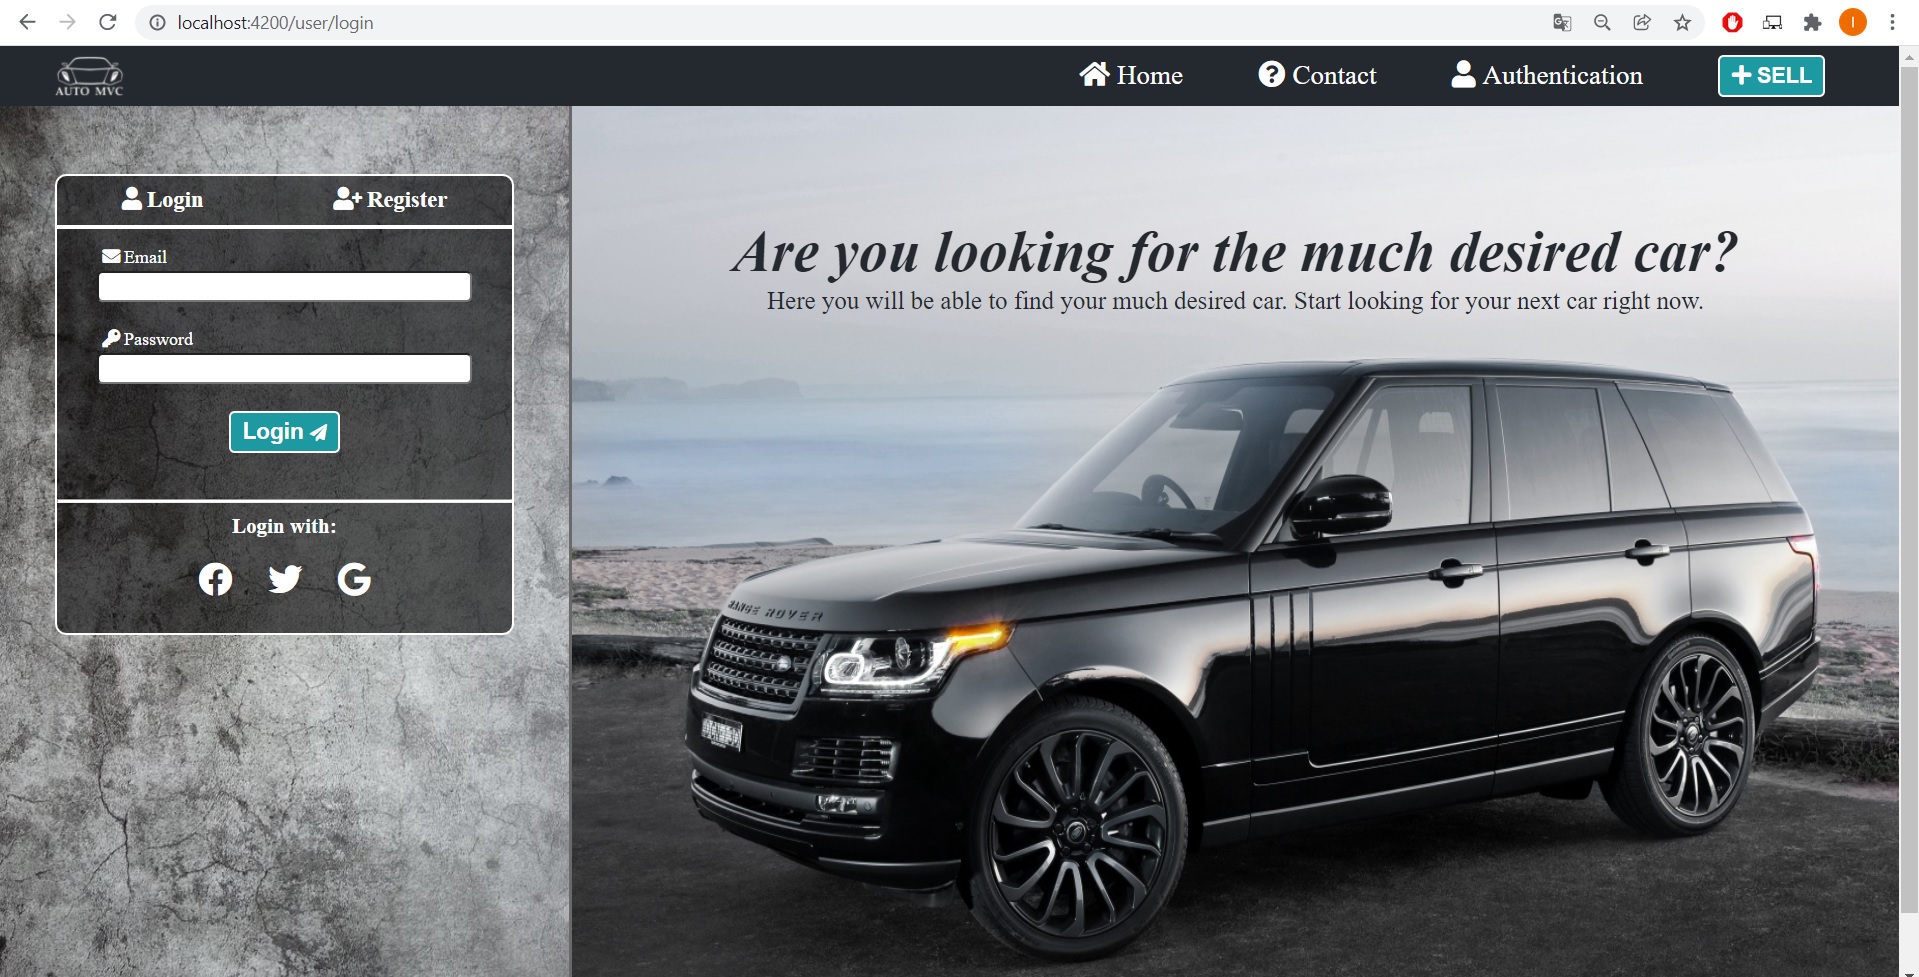 localhost:4200/user/login
I
AUTO MVC
Home
Contact
Authentication
SELL
Login
Register
Email
Password
Login
Login with:
Are you looking for the much desired car?
Here you will be able to find your much desired car. Start looking for your next car right now.
RANGE ROVER